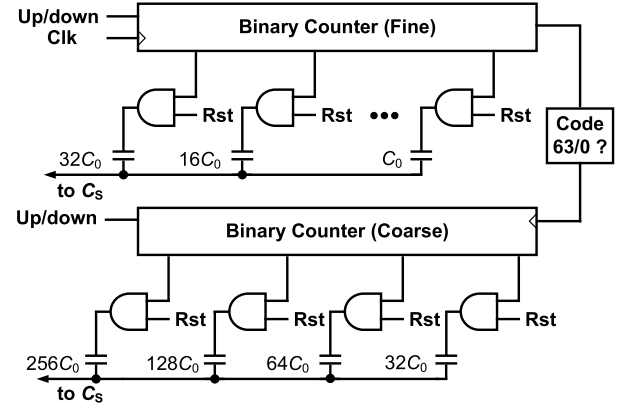 Up/down
Clk
Binary Counter (Fine)
Rst
Rst
•••
Rst
32C₀
16C₀
C₀
to Cₛ
Code
63/0 ?
Up/down
Binary Counter (Coarse)
Rst
Rst
Rst
Rst
256C₀
128C₀
64C₀
32C₀
to Cₛ